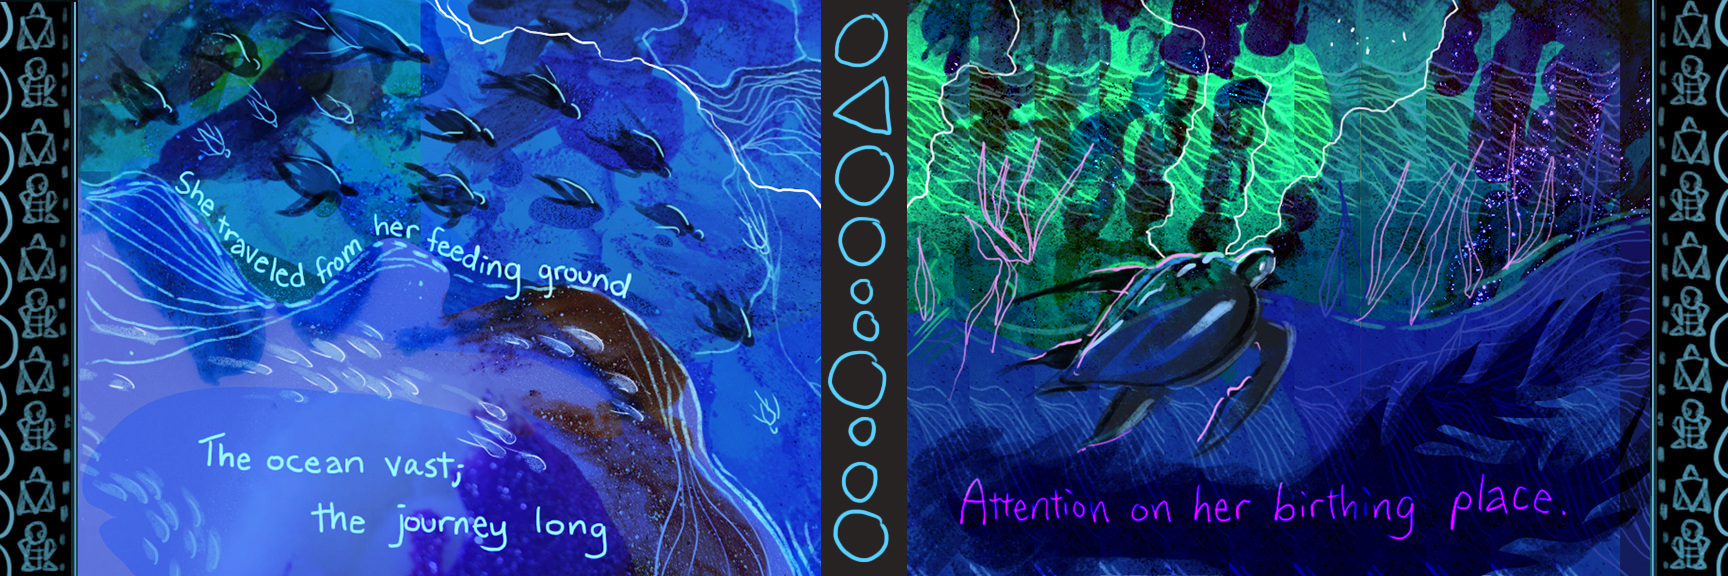 She traveled from her feeding ground
The ocean vast;
the journey long
Attention on her birthing place.